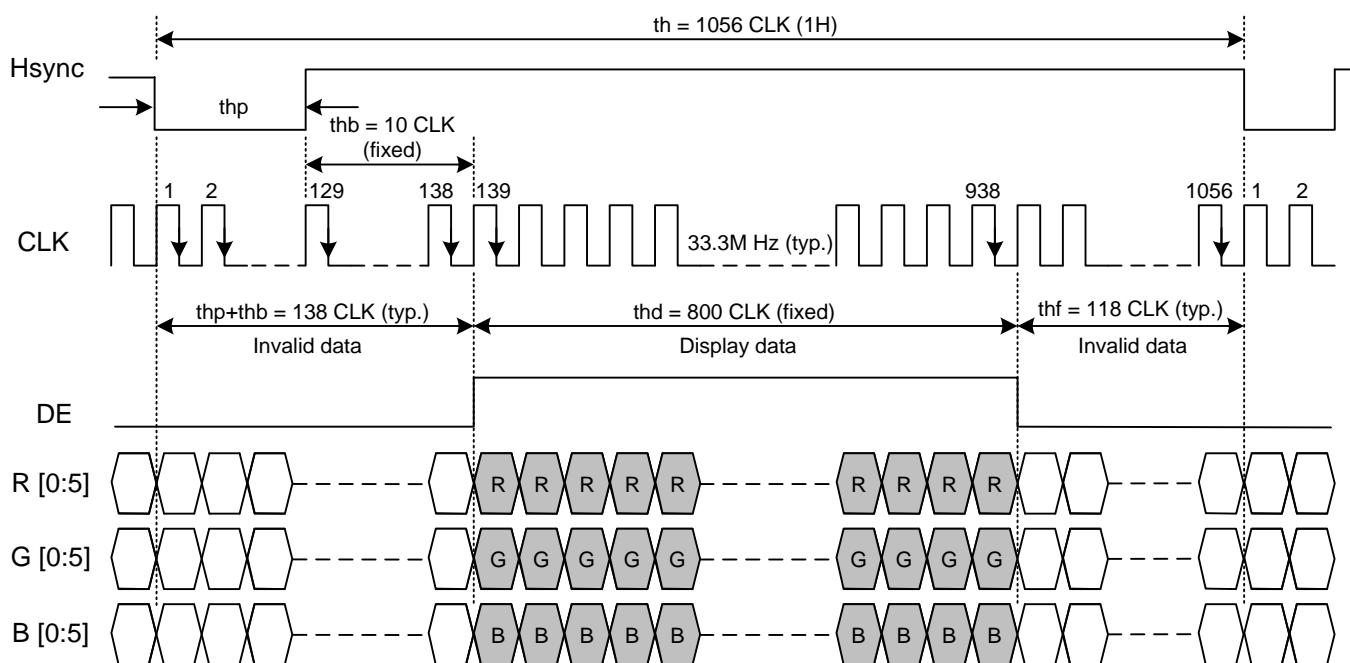 th = 1056 CLK (1H)
Hsync
thp
thb = 10 CLK
(fixed)
1 2 129 138 139 938 1056 1 2
CLK
33.3M Hz (typ.)
thp+thb = 138 CLK (typ.) thd = 800 CLK (fixed) thf = 118 CLK (typ.)
Invalid data Display data Invalid data
DE
R [0:5] R R R R R R R R R
G [0:5] G G G G G G G G G
B [0:5] B B B B B B B B B